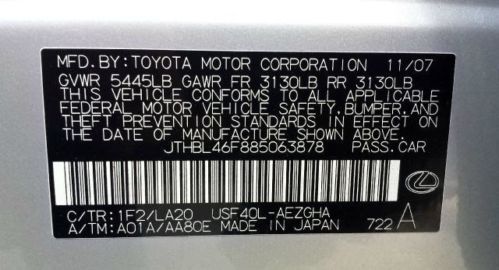 MFD. BY: TOYOTA MOTOR CORPORATION 11/07
GVWR 5445LB GAWR FR 3130LB RR 3130LB
THIS VEHICLE CONFORMS TO ALL APPLICABLE
FEDERAL MOTOR VEHICLE SAFETY, BUMPER, AND
THEFT PREVENTION STANDARDS IN EFFECT ON
THE DATE OF MANUFACTURE SHOWN ABOVE.
JTHBL46F885063878 PASS. CAR
C/TR: 1F2/LA20 USF40L-AEZGHA
A/TM: A01A/AA80E MADE IN JAPAN 722 A